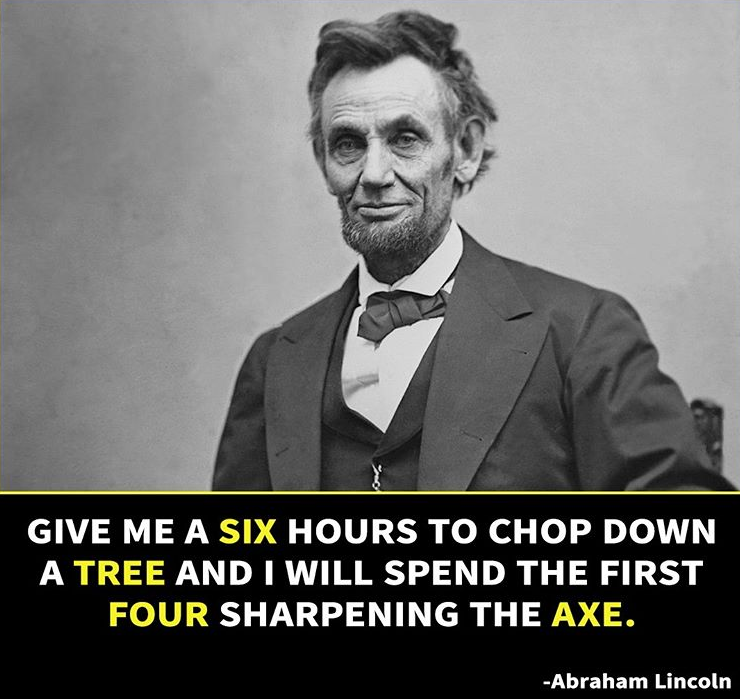 GIVE ME A SIX HOURS TO CHOP DOWN
A TREE AND I WILL SPEND THE FIRST
FOUR SHARPENING THE AXE.
-Abraham Lincoln